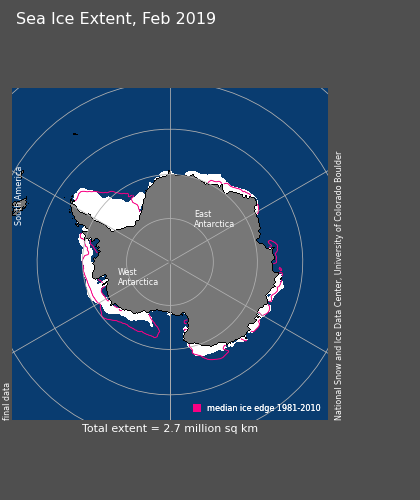 Sea Ice Extent, Feb 2019
South America
East
Antarctica
West
Antarctica
National Snow and Ice Data Center, University of Colorado Boulder
final data
median ice edge 1981-2010
Total extent = 2.7 million sq km